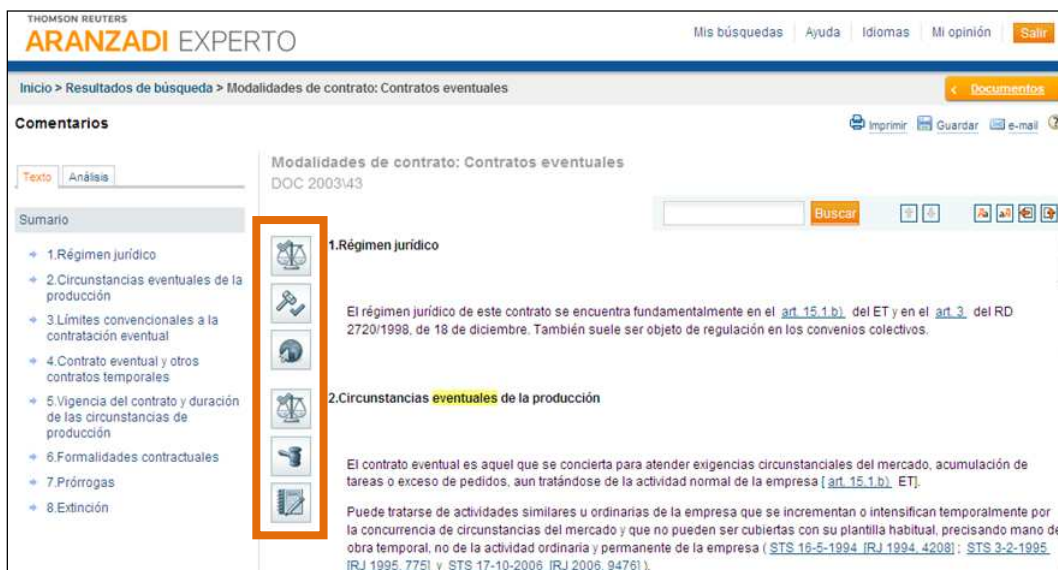 THOMSON REUTERS
ARANZADI EXPERTO
Mis búsquedas Ayuda Idiomas Mi opinión Salir
Inicio > Resultados de búsqueda > Modalidades de contrato: Contratos eventuales
< Documentos
Comentarios
Imprimir Guardar e-mail
Texto Análisis
Sumario
1.Régimen jurídico
2.Circunstancias eventuales de la
producción
3.Límites convencionales a la
contratación eventual
4.Contrato eventual y otros
contratos temporales
5.Vigencia del contrato y duración
de las circunstancias de
producción
6.Formalidades contractuales
7.Prórrogas
8.Extinción
Modalidades de contrato: Contratos eventuales
DOC 2003\43
Buscar
1.Régimen jurídico
El régimen jurídico de este contrato se encuentra fundamentalmente en el art. 15.1.b) del ET y en el art. 3 del RD
2720/1998, de 18 de diciembre. También suele ser objeto de regulación en los convenios colectivos.
2.Circunstancias eventuales de la producción
El contrato eventual es aquel que se concierta para atender exigencias circunstanciales del mercado, acumulación de
tareas o exceso de pedidos, aun tratándose de la actividad normal de la empresa [ art. 15.1.b) ET].
Puede tratarse de actividades similares u ordinarias de la empresa que se incrementan o intensifican temporalmente por
la concurrencia de circunstancias del mercado y que no pueden ser cubiertas con su plantilla habitual, precisando mano de
obra temporal, no de la actividad ordinaria y permanente de la empresa ( STS 16-5-1994 [RJ 1994, 4208] ; STS 3-2-1995
[RJ 1995, 775] y STS 17-10-2006 [RJ 2006, 9476] ).